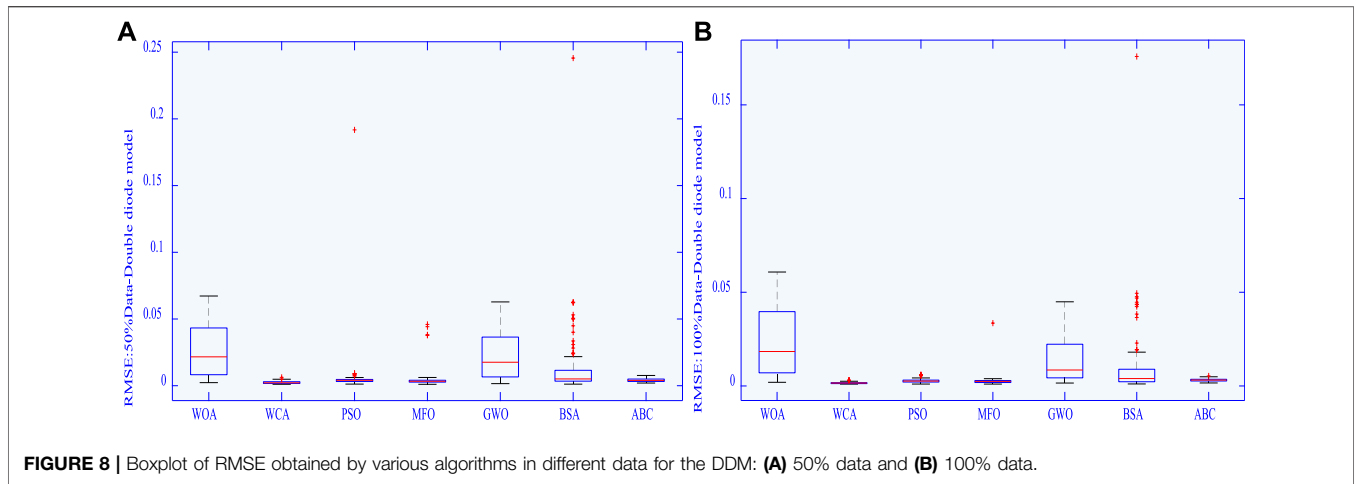 A
0.25
0.2
0.15
0.1
0.05
0
RMSE:50%Data-Double diode model
WOA WCA PSO MFO GWO BSA ABC
B
0.15
0.1
0.05
0
RMSE:100%Data-Double diode model
WOA WCA PSO MFO GWO BSA ABC
FIGURE 8 | Boxplot of RMSE obtained by various algorithms in different data for the DDM: (A) 50% data and (B) 100% data.